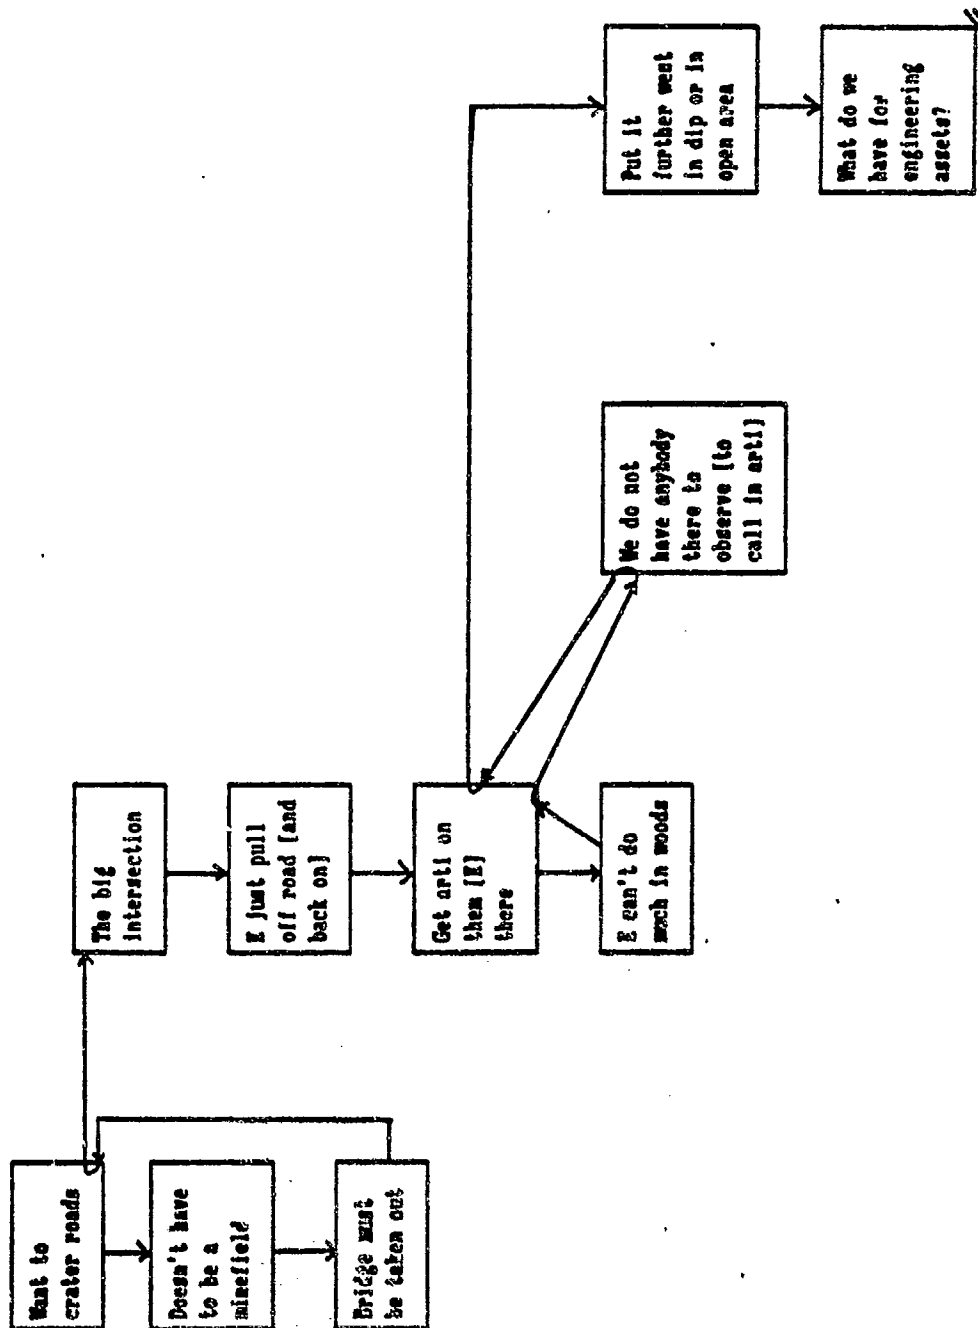 Want to
crater roads
Doesn't have
to be a
minefield
Bridge must
be taken out
The big
intersection
E just pull
off road [and
back on]
Get arti on
them [E]
there
E can't do
much in woods
We do not
have anybody
there to
observe [to
call in arti]
Put it
further west
in dip or in
open area
What do we
have for
engineering
assets?